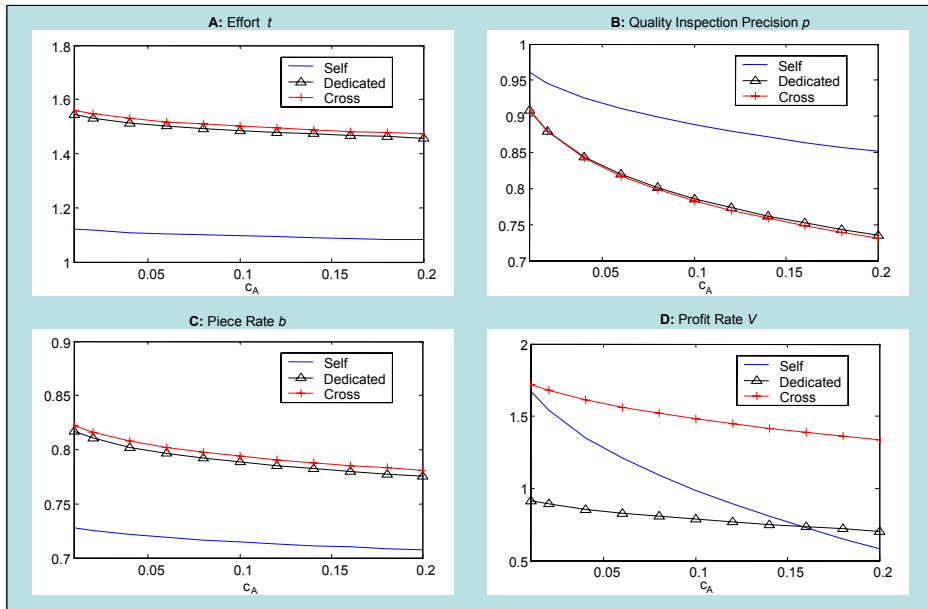 A: Effort t
1.8
1.6
1.4
1.2
1
0.05
0.1
0.15
0.2
c_A
Self
Dedicated
Cross
B: Quality Inspection Precision p
1
0.95
0.9
0.85
0.8
0.75
0.7
0.05
0.1
0.15
0.2
c_A
Self
Dedicated
Cross
C: Piece Rate b
0.9
0.85
0.8
0.75
0.7
0.05
0.1
0.15
0.2
c_A
Self
Dedicated
Cross
D: Profit Rate V
2
1.5
1
0.5
0.05
0.1
0.15
0.2
c_A
Self
Dedicated
Cross